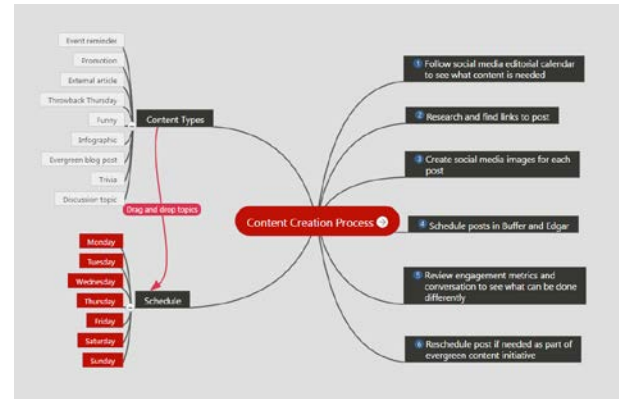 Event reminder
Promotion
External article
Throwback Thursday
Funny
Infographic
Evergreen blog post
Trivia
Discussion topic
Content Types
Drag and drop topics
Monday
Tuesday
Wednesday
Thursday
Friday
Saturday
Sunday
Schedule
Content Creation Process
1 Follow social media editorial calendar
to see what content is needed
2 Research and find links to post
3 Create social media images for each
post
4 Schedule posts in Buffer and Edgar
5 Review engagement metrics and
conversation to see what can be done
differently
6 Reschedule post if needed as part of
evergreen content initiative